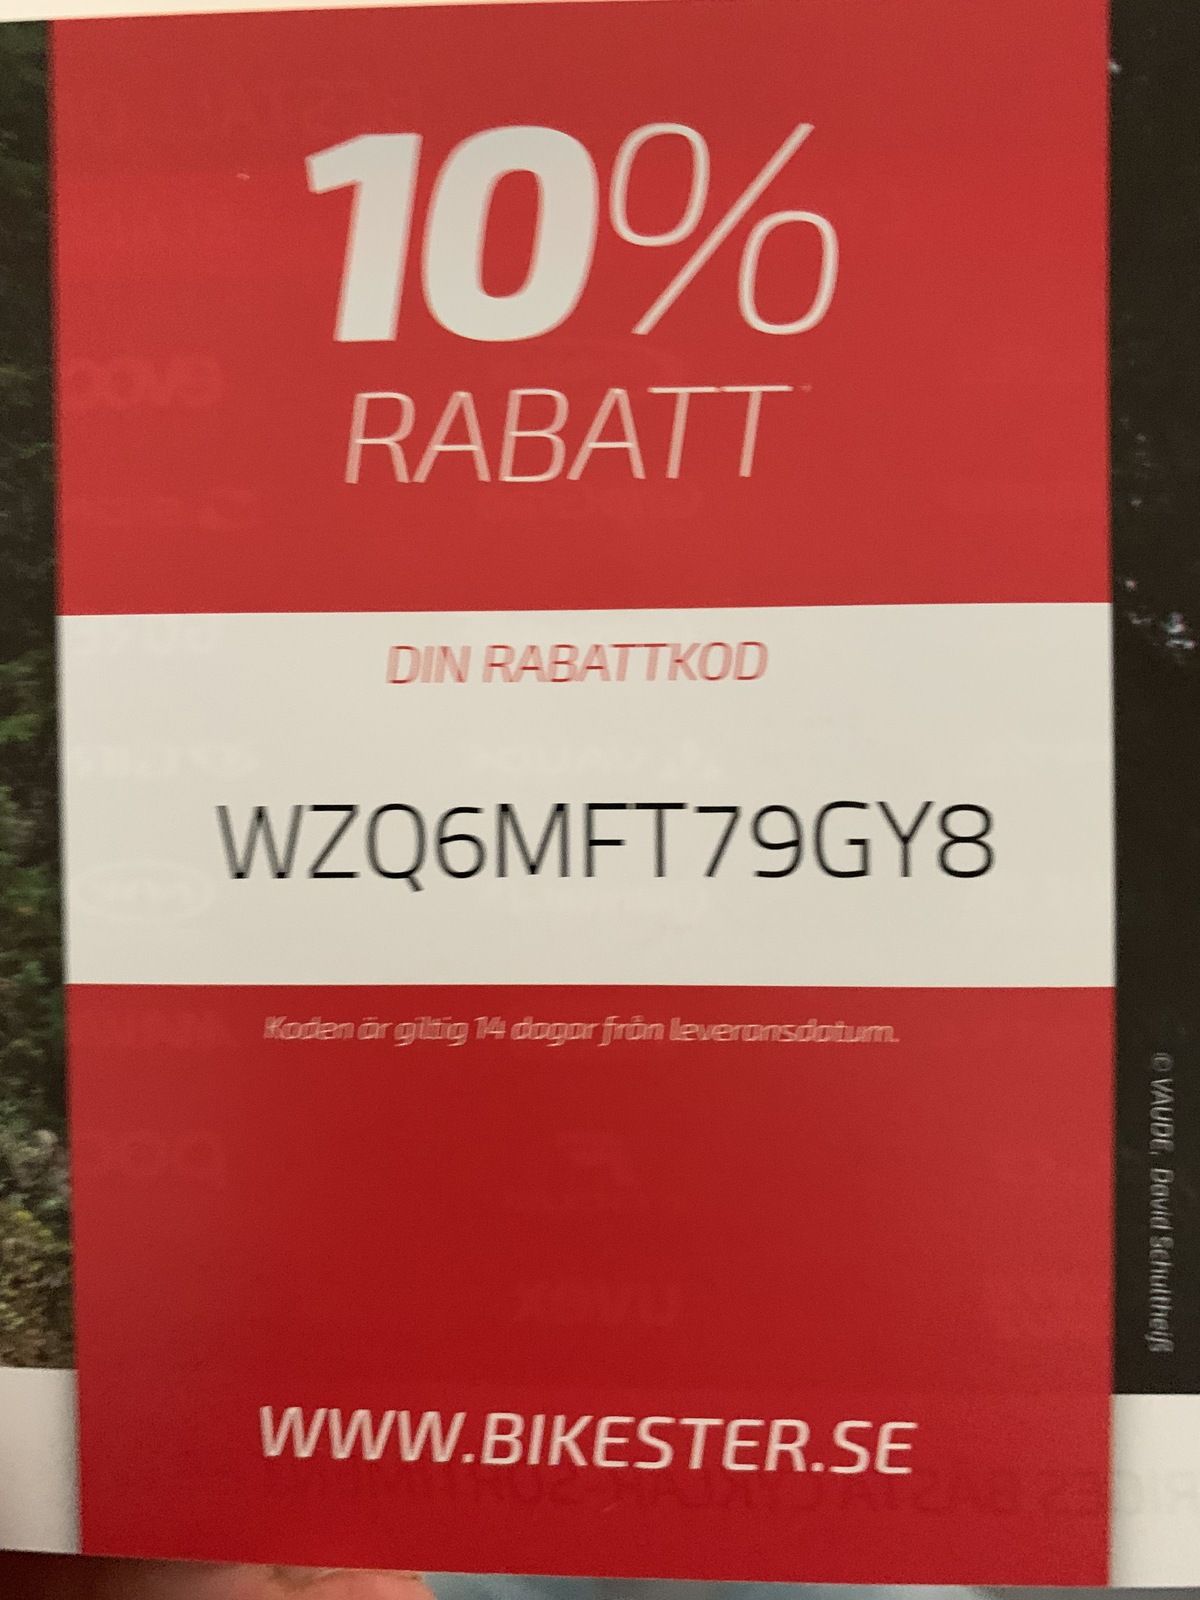 10%
RABATT*
DIN RABATTKOD
WZQ6MFT79GY8
Koden är giltig 14 dagar från leveransdatum.
WWW.BIKESTER.SE
© VAUDE, David Schultheiß